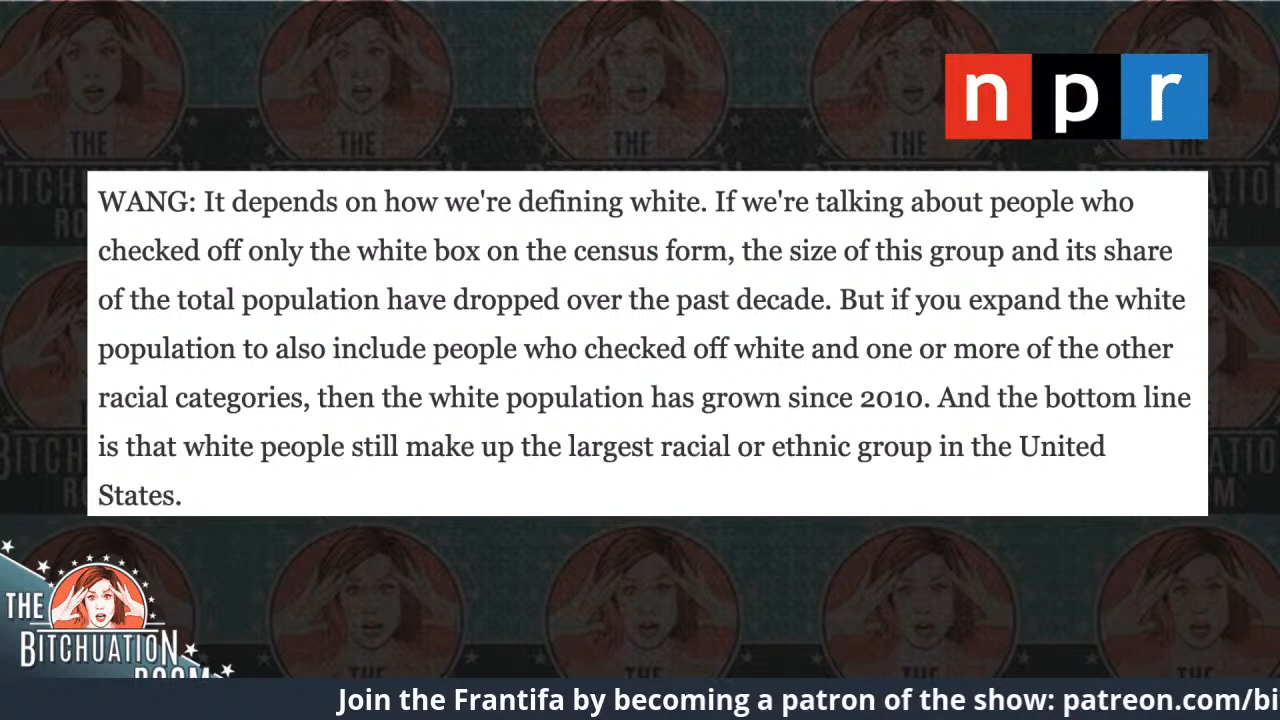 npr
WANG: It depends on how we're defining white. If we're talking about people who
checked off only the white box on the census form, the size of this group and its share
of the total population have dropped over the past decade. But if you expand the white
population to also include people who checked off white and one or more of the other
racial categories, then the white population has grown since 2010. And the bottom line
is that white people still make up the largest racial or ethnic group in the United
States.
THE
BITCHUATION
ROOM
Join the Frantifa by becoming a patron of the show: patreon.com/bi